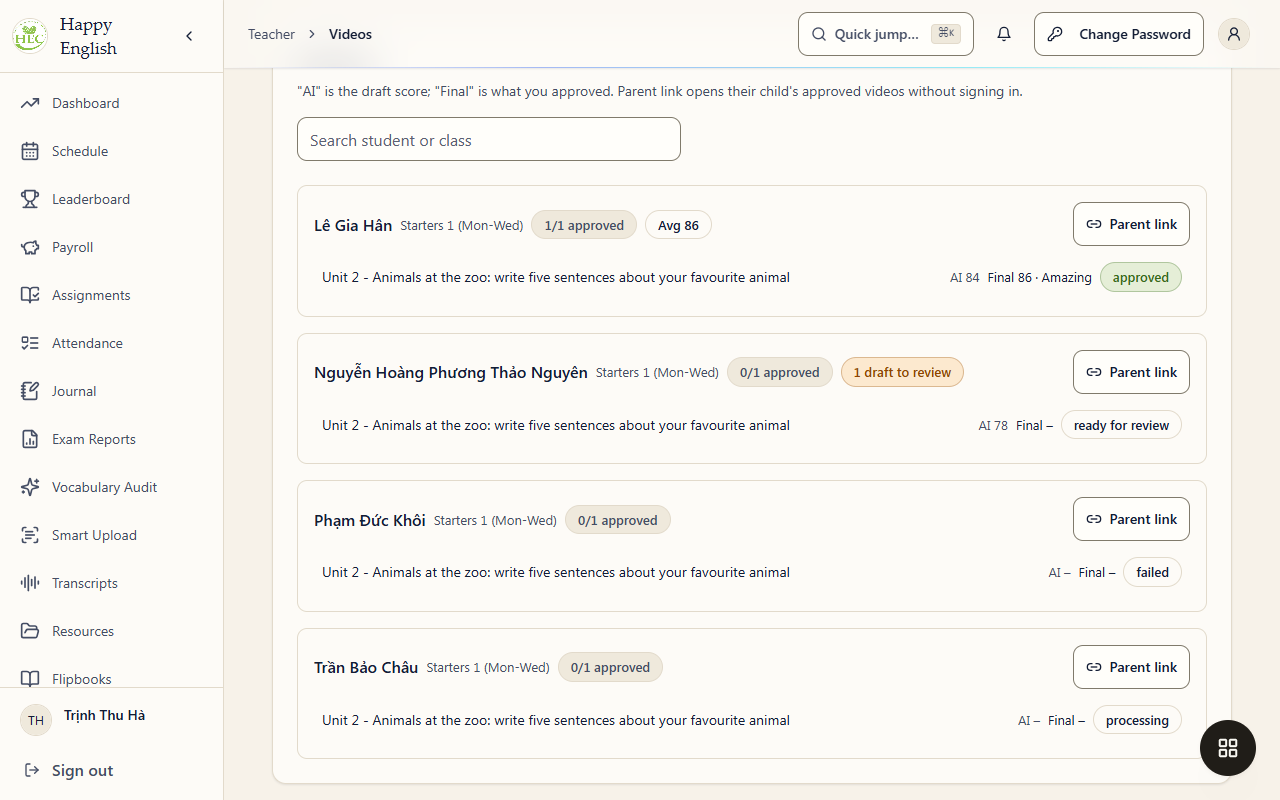 HEC
Happy
English
Teacher > Videos
Quick jump... ⌘K
Change Password
Dashboard
Schedule
Leaderboard
Payroll
Assignments
Attendance
Journal
Exam Reports
Vocabulary Audit
Smart Upload
Transcripts
Resources
Flipbooks
TH Trịnh Thu Hà
Sign out
"AI" is the draft score; "Final" is what you approved. Parent link opens their child's approved videos without signing in.
Search student or class
Lê Gia Hân Starters 1 (Mon-Wed) 1/1 approved Avg 86 Parent link
Unit 2 - Animals at the zoo: write five sentences about your favourite animal AI 84 Final 86 · Amazing approved
Nguyễn Hoàng Phương Thảo Nguyên Starters 1 (Mon-Wed) 0/1 approved 1 draft to review Parent link
Unit 2 - Animals at the zoo: write five sentences about your favourite animal AI 78 Final – ready for review
Phạm Đức Khôi Starters 1 (Mon-Wed) 0/1 approved Parent link
Unit 2 - Animals at the zoo: write five sentences about your favourite animal AI – Final – failed
Trần Bảo Châu Starters 1 (Mon-Wed) 0/1 approved Parent link
Unit 2 - Animals at the zoo: write five sentences about your favourite animal AI – Final – processing